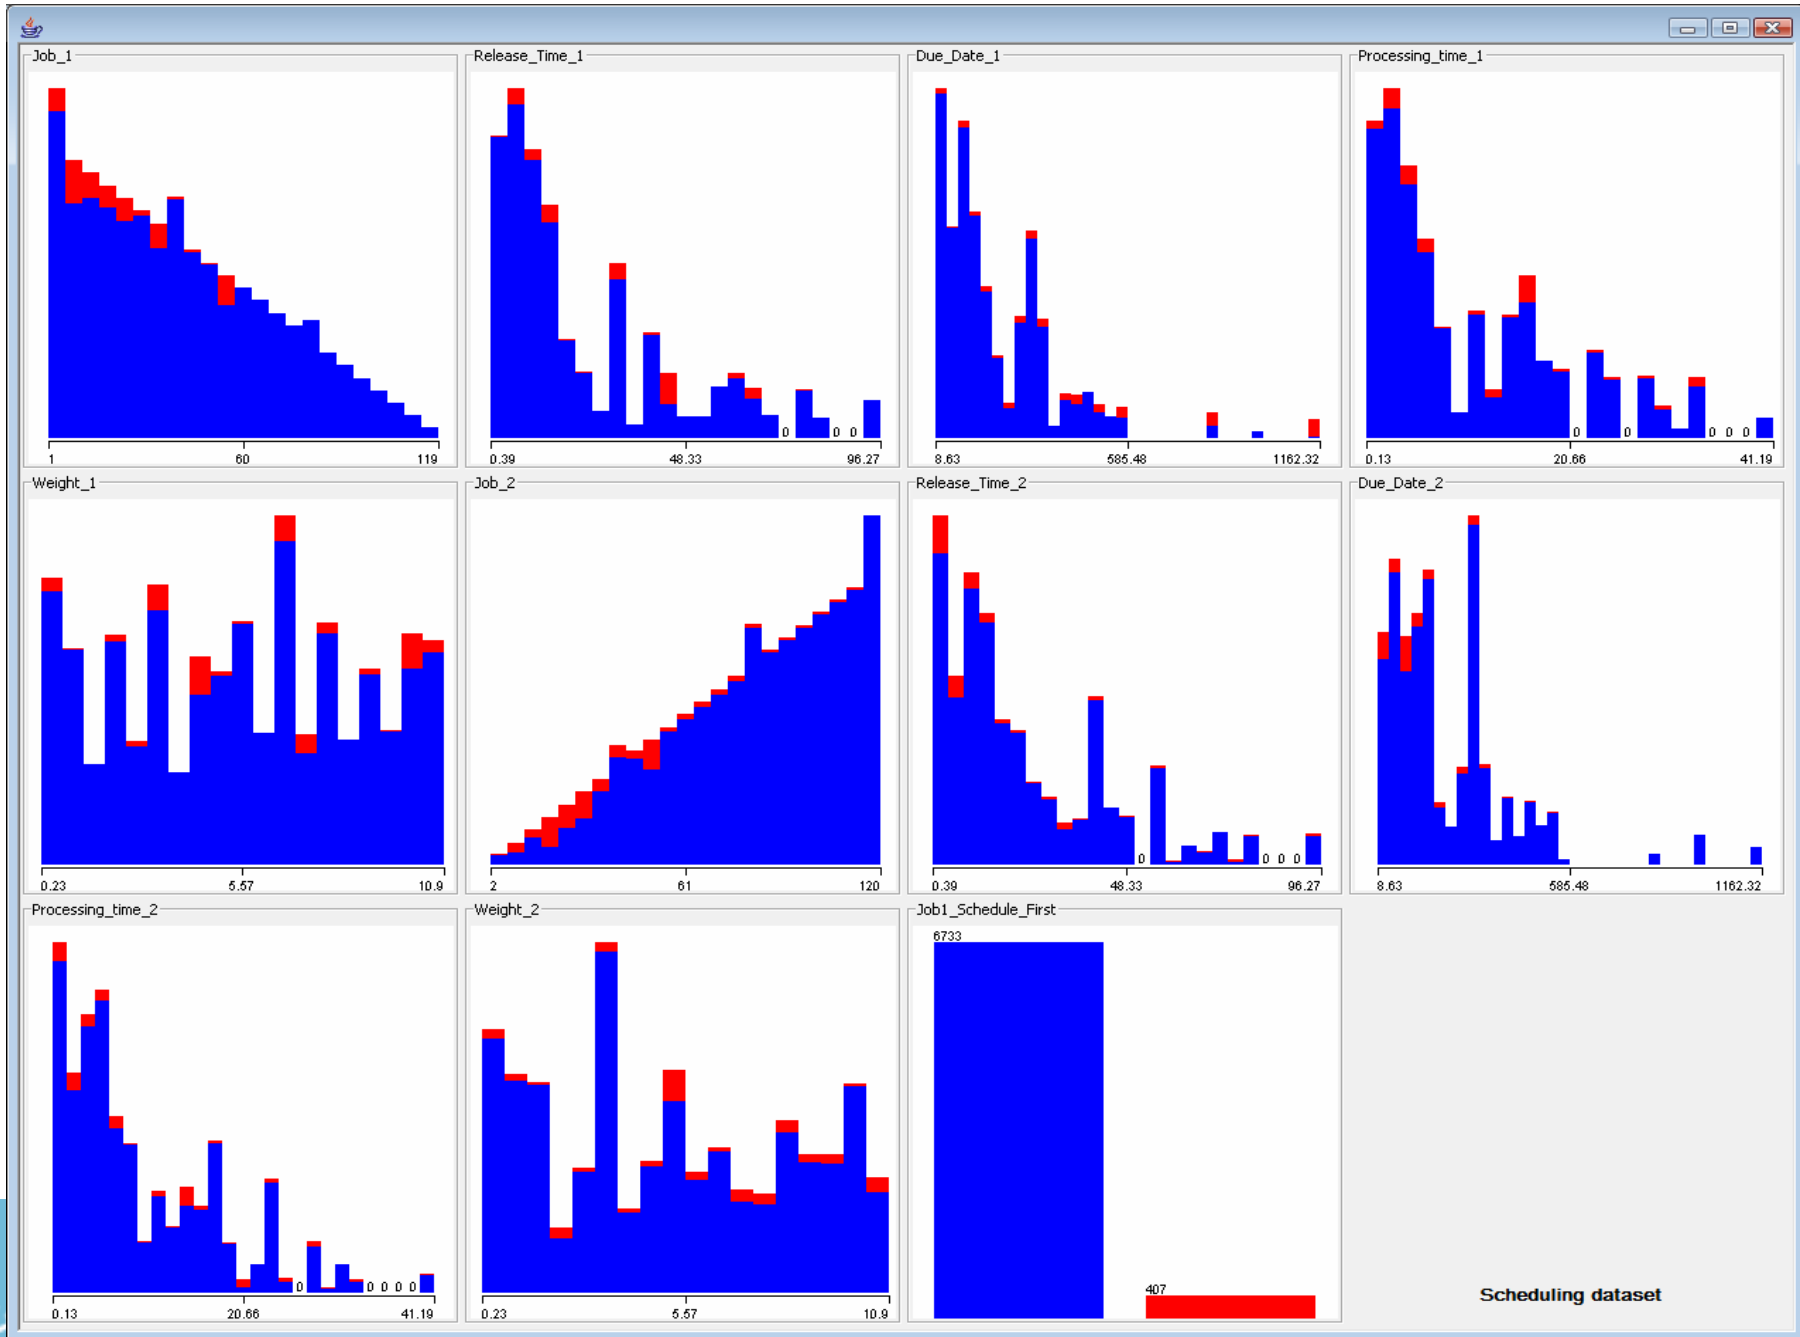 Job_1
1 60 119
Release_Time_1
0
0 0
0.39 48.33 96.27
Due_Date_1
8.63 585.48 1162.32
Processing_time_1
0 0 0 0 0
0.13 20.66 41.19
Weight_1
0.23 5.57 10.9
Job_2
2 61 120
Release_Time_2
0 0 0 0
0.39 48.33 96.27
Due_Date_2
8.63 585.48 1162.32
Processing_time_2
0 0 0 0 0
0.13 20.66 41.19
Weight_2
0.23 5.57 10.9
Job1_Schedule_First
6733
407
Scheduling dataset